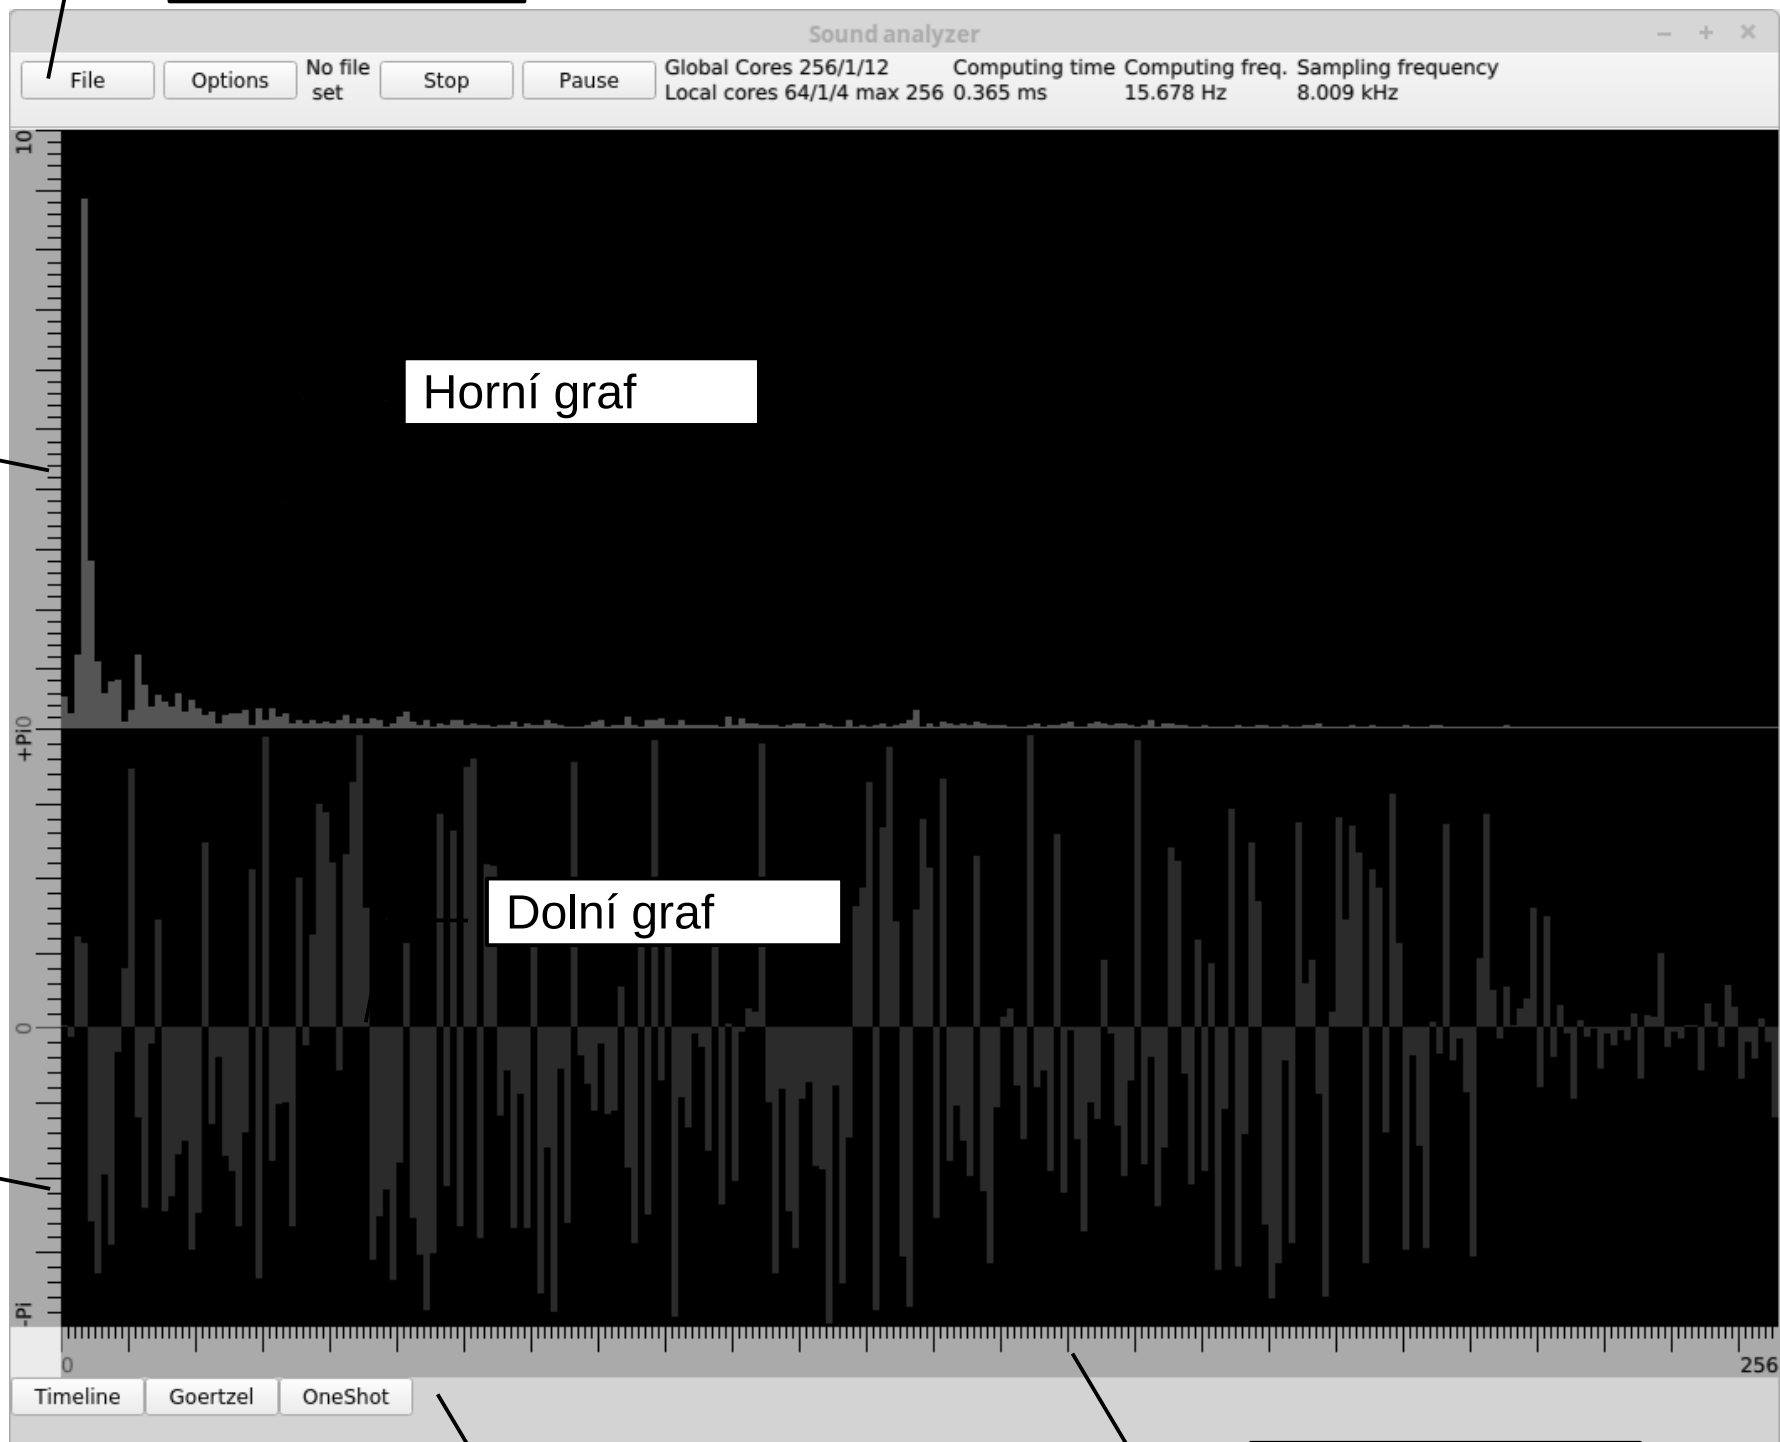 Sound analyzer
File
Options
No file
set
Stop
Pause
Global Cores 256/1/12
Local cores 64/1/4 max 256
Computing time
0.365 ms
Computing freq.
15.678 Hz
Sampling frequency
8.009 kHz
10
Horní graf
0
+Pi
Dolní graf
0
-Pi
0
256
Timeline
Goertzel
OneShot